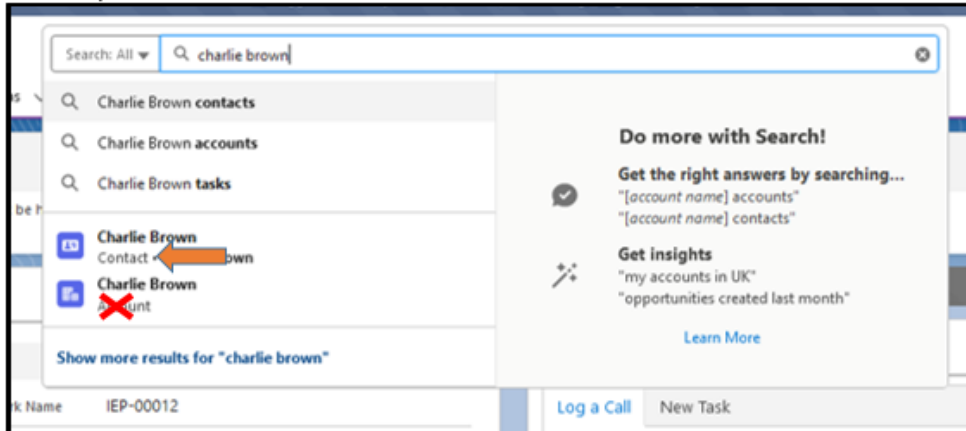 Search: All
charlie brown
Charlie Brown contacts
Charlie Brown accounts
Charlie Brown tasks
be
Charlie Brown
Contact
Charlie Brown
Show more results for "charlie brown"
Do more with Search!
Get the right answers by searching...
"[account name] accounts"
"[account name] contacts"
Get insights
"my accounts in UK"
"opportunities created last month"
Learn More
Name IEP-00012
Log a Call New Task